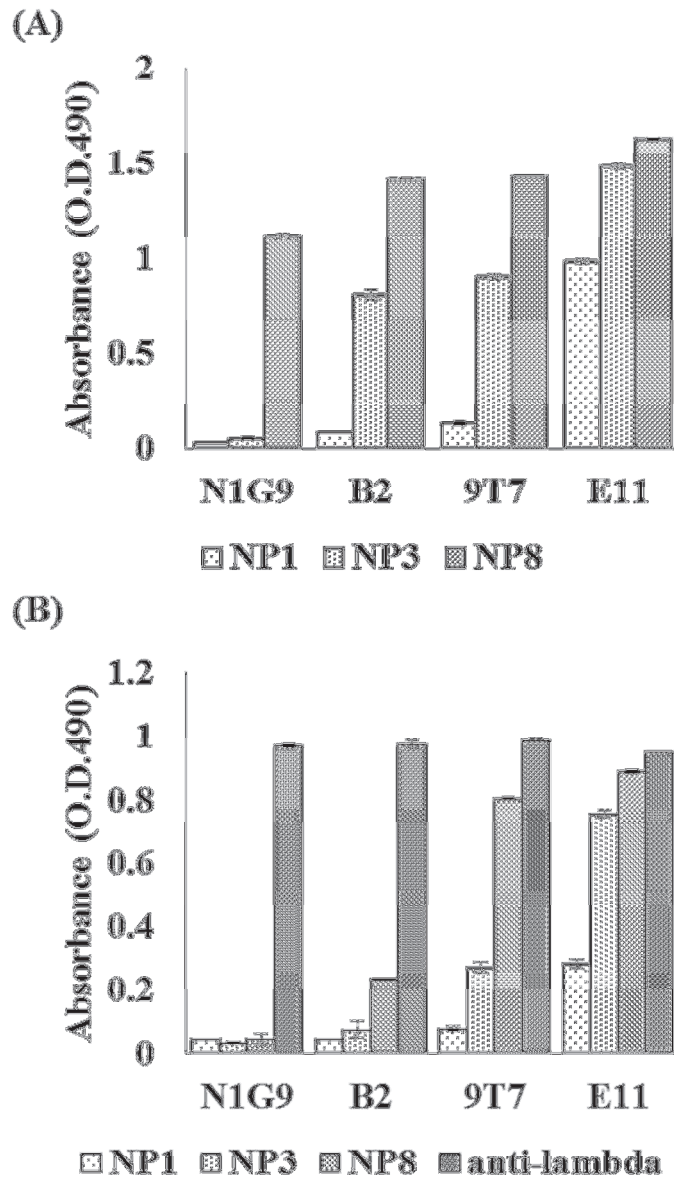 (A)
Absorbance (O.D.490)
2
1.5
1
0.5
0
N1G9 B2 9T7 E11
NP1 NP3 NP8
(B)
Absorbance (O.D.490)
1.2
1
0.8
0.6
0.4
0.2
0
N1G9 B2 9T7 E11
NP1 NP3 NP8 anti-lambda